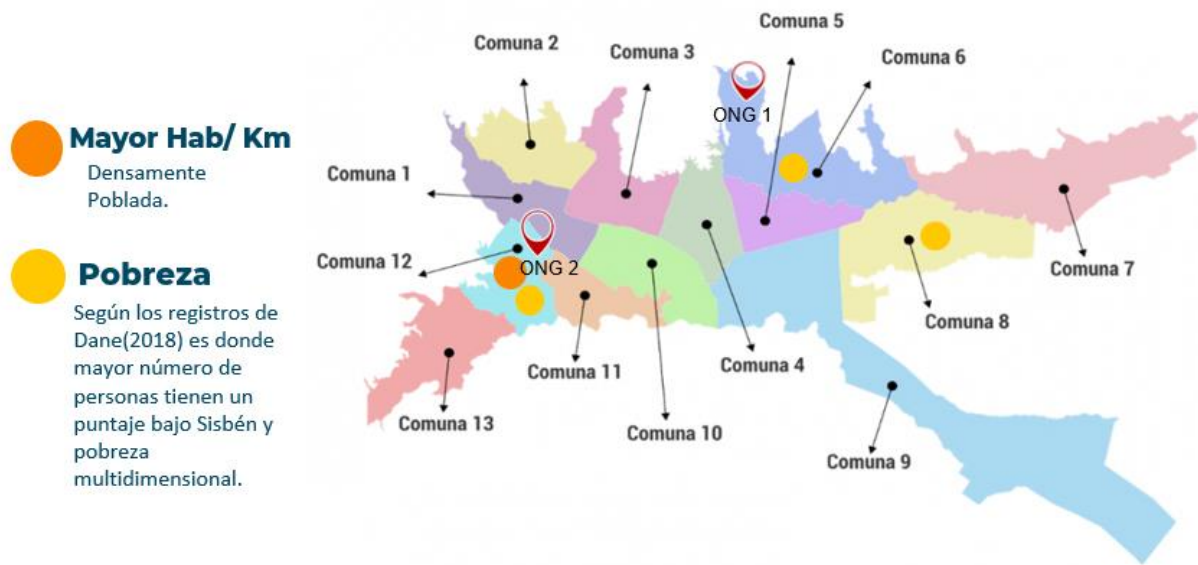 Mayor Hab/ Km
Densamente
Poblada.
Pobreza
Según los registros de
Dane(2018) es donde
mayor número de
personas tienen un
puntaje bajo Sisbén y
pobreza
multidimensional.
Comuna 2
Comuna 3
Comuna 5
Comuna 6
ONG 1
Comuna 1
Comuna 12
ONG 2
Comuna 7
Comuna 8
Comuna 11
Comuna 4
Comuna 13
Comuna 10
Comuna 9